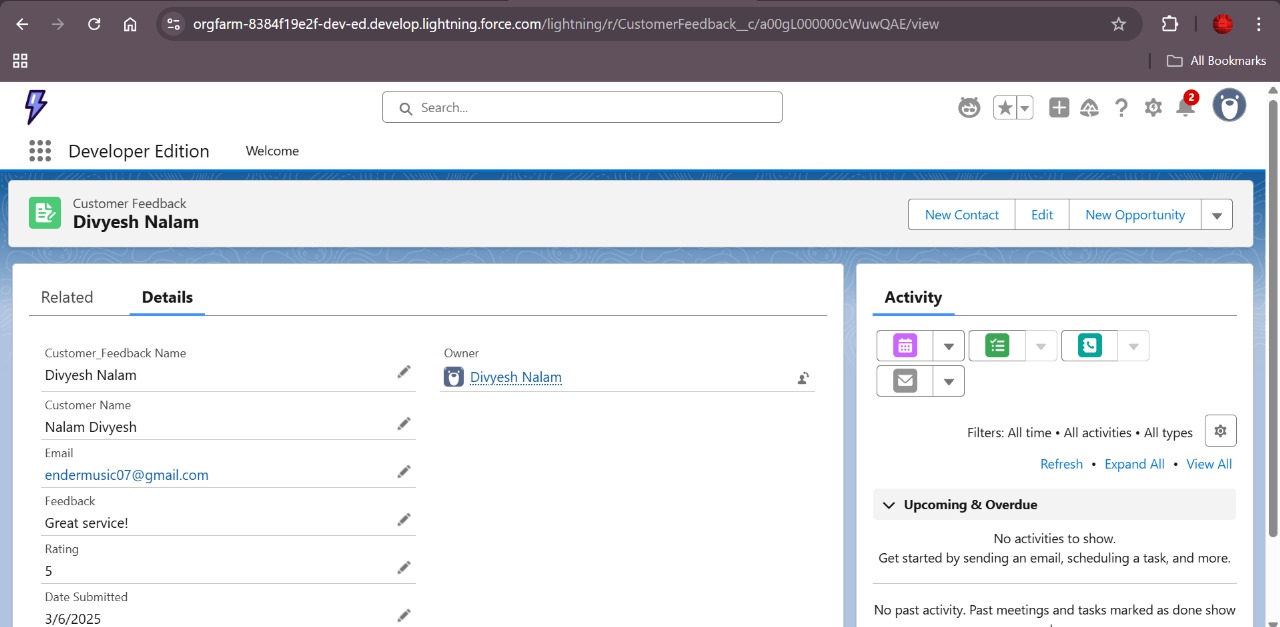 orgfarm-8384f19e2f-dev-ed.develop.lightning.force.com/lightning/r/CustomerFeedback__c/a00gL000000cWuwQAE/view
All Bookmarks
Search...
2
Developer Edition
Welcome
Customer Feedback
Divyesh Nalam
New Contact
Edit
New Opportunity
Related
Details
Customer_Feedback Name
Divyesh Nalam
Customer Name
Nalam Divyesh
Email
endermusic07@gmail.com
Feedback
Great service!
Rating
5
Date Submitted
3/6/2025
Owner
Divyesh Nalam
Activity
Filters: All time • All activities • All types
Refresh • Expand All • View All
Upcoming & Overdue
No activities to show.
Get started by sending an email, scheduling a task, and more.
No past activity. Past meetings and tasks marked as done show